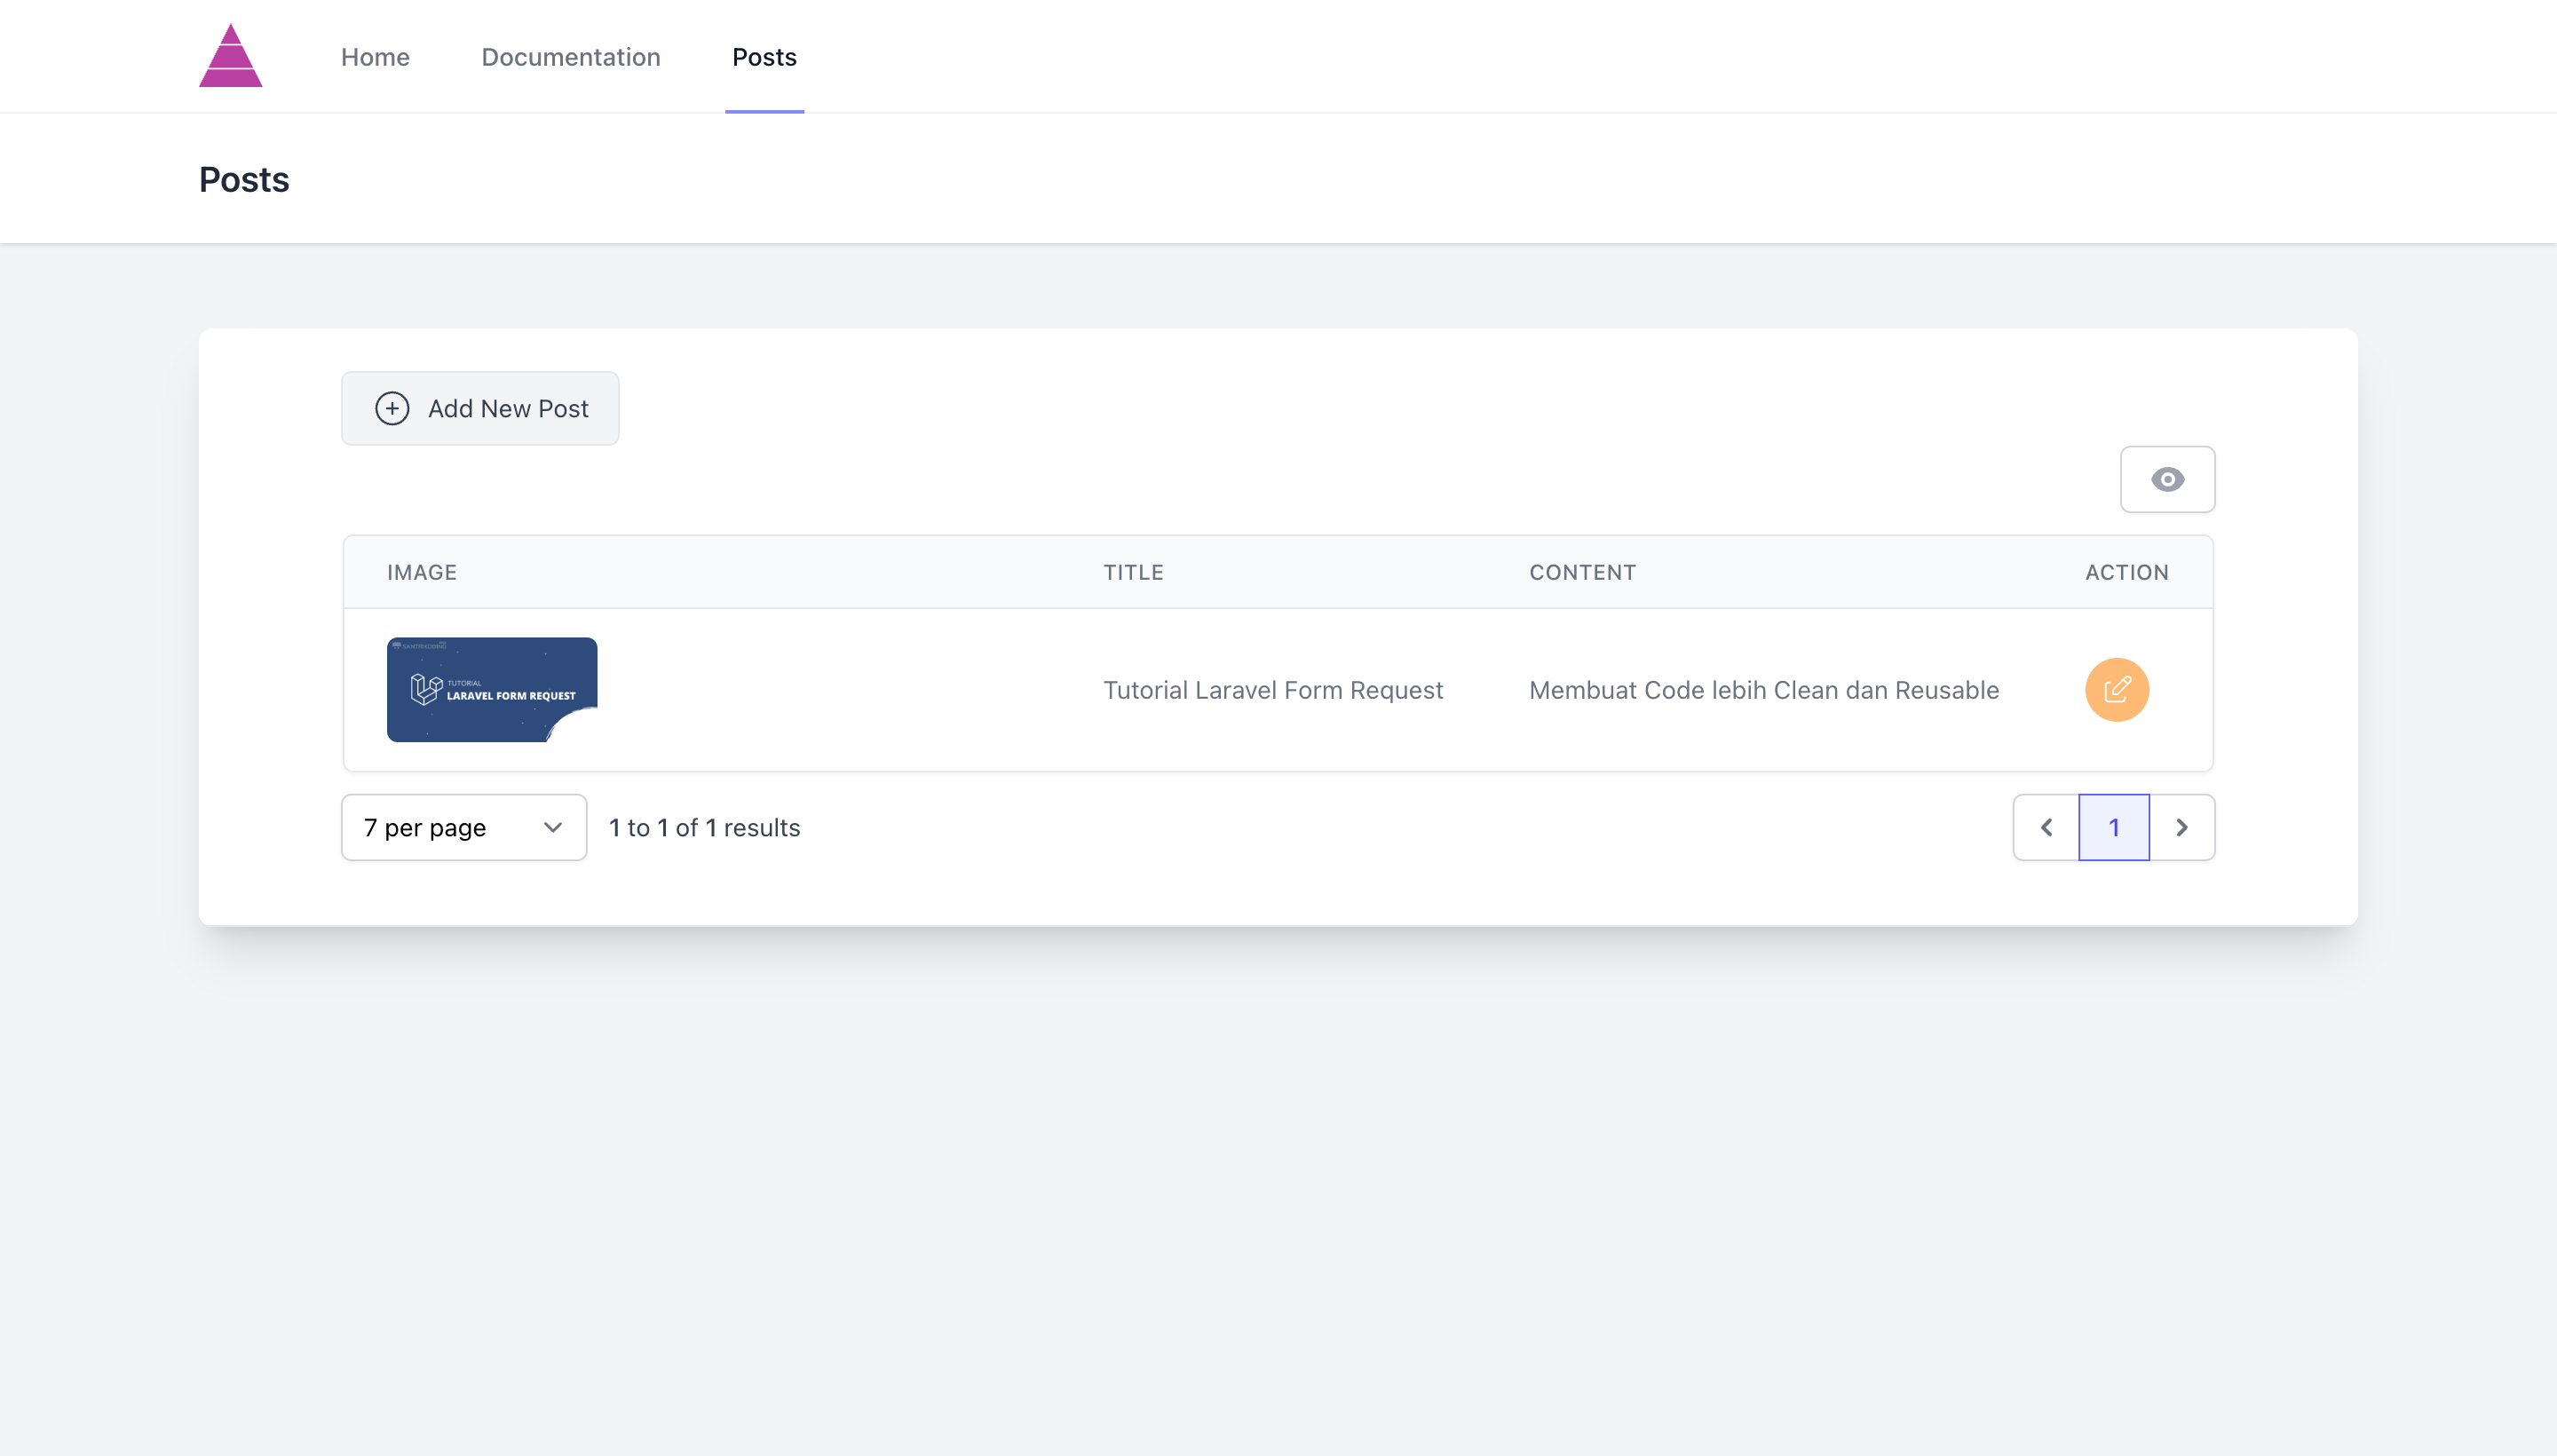 Home Documentation Posts
Posts
Add New Post
IMAGE TITLE CONTENT ACTION
SANTRIKODING
TUTORIAL
LARAVEL FORM REQUEST
Tutorial Laravel Form Request Membuat Code lebih Clean dan Reusable
7 per page 1 to 1 of 1 results 1